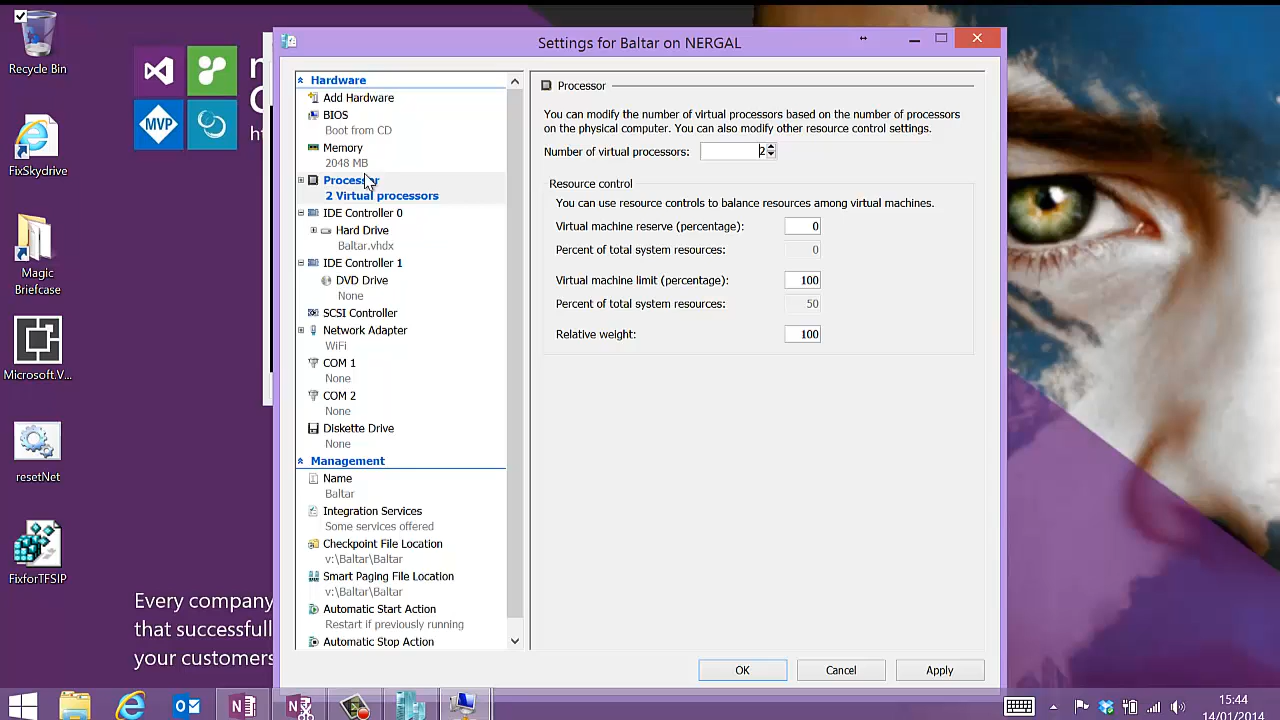 Recycle Bin
FixSkydrive
Magic
Briefcase
Microsoft.V...
resetNet
FixforTFSIP
MVP
Every company
that successfull
your customers
Settings for Baltar on NERGAL
Hardware
Add Hardware
BIOS
Boot from CD
Memory
2048 MB
Processor
2 Virtual processors
IDE Controller 0
Hard Drive
Baltar.vhdx
IDE Controller 1
DVD Drive
None
SCSI Controller
Network Adapter
WiFi
COM 1
None
COM 2
None
Diskette Drive
None
Management
Name
Baltar
Integration Services
Some services offered
Checkpoint File Location
v:\Baltar\Baltar
Smart Paging File Location
v:\Baltar\Baltar
Automatic Start Action
Restart if previously running
Automatic Stop Action
Processor
You can modify the number of virtual processors based on the number of processors
on the physical computer. You can also modify other resource control settings.
Number of virtual processors: 2
Resource control
You can use resource controls to balance resources among virtual machines.
Virtual machine reserve (percentage): 0
Percent of total system resources: 0
Virtual machine limit (percentage): 100
Percent of total system resources: 50
Relative weight: 100
OK Cancel Apply
15:44
14/01/2014